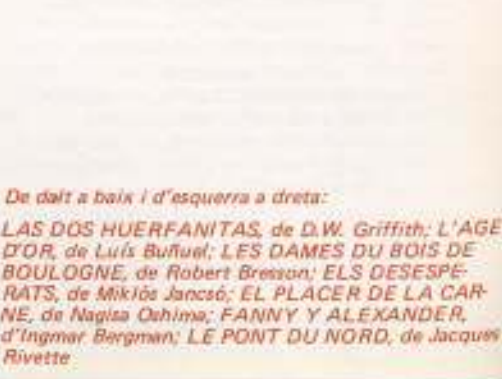 De dalt a baix i d'esquerra a dreta:
LAS DOS HUERFANITAS, de D.W. Griffith; L'AGE
D'OR, de Luís Buñuel; LES DAMES DU BOIS DE
BOULOGNE, de Robert Bresson; ELS DESESPE-
RATS, de Miklós Jancsó; EL PLACER DE LA CAR-
NE, de Nagisa Oshima; FANNY Y ALEXANDER,
d'Ingmar Bergman; LE PONT DU NORD, de Jacques
Rivette